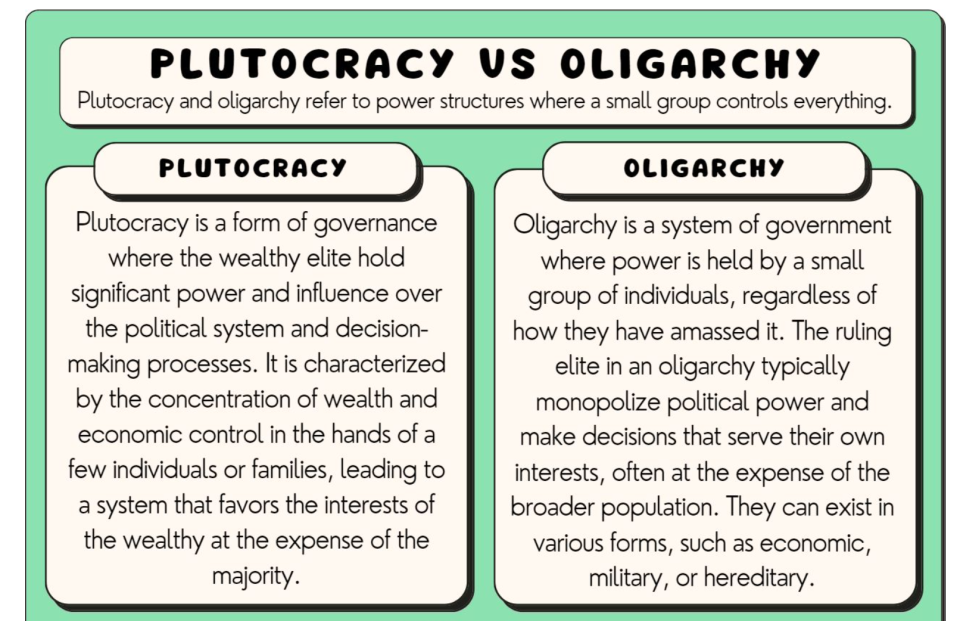 PLUTOCRACY VS OLIGARCHY
Plutocracy and oligarchy refer to power structures where a small group controls everything.
PLUTOCRACY
Plutocracy is a form of governance
where the wealthy elite hold
significant power and influence over
the political system and decision-
making processes. It is characterized
by the concentration of wealth and
economic control in the hands of a
few individuals or families, leading to
a system that favors the interests of
the wealthy at the expense of the
majority.
OLIGARCHY
Oligarchy is a system of government
where power is held by a small
group of individuals, regardless of
how they have amassed it. The ruling
elite in an oligarchy typically
monopolize political power and
make decisions that serve their own
interests, often at the expense of the
broader population. They can exist in
various forms, such as economic,
military, or hereditary.